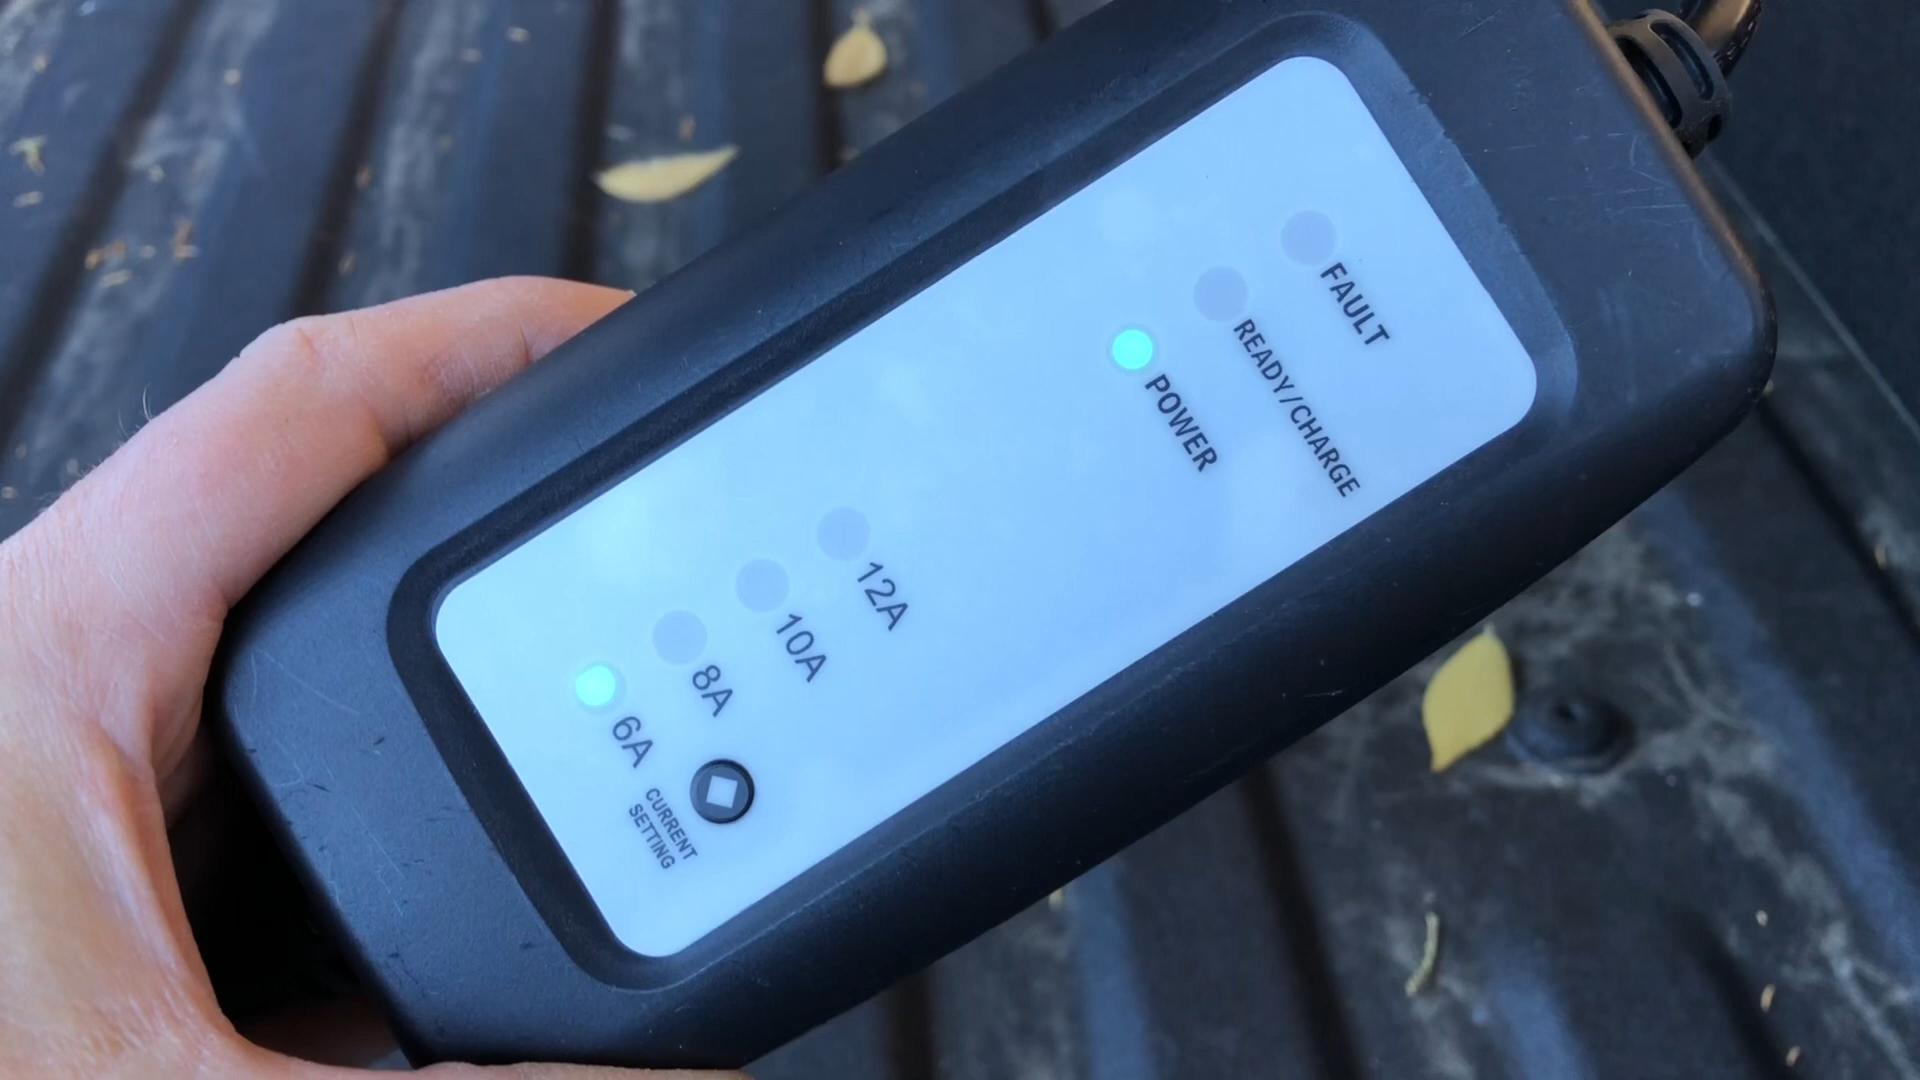 FAULT
READY/CHARGE
POWER
12A
10A
8A
6A
CURRENT
SETTING